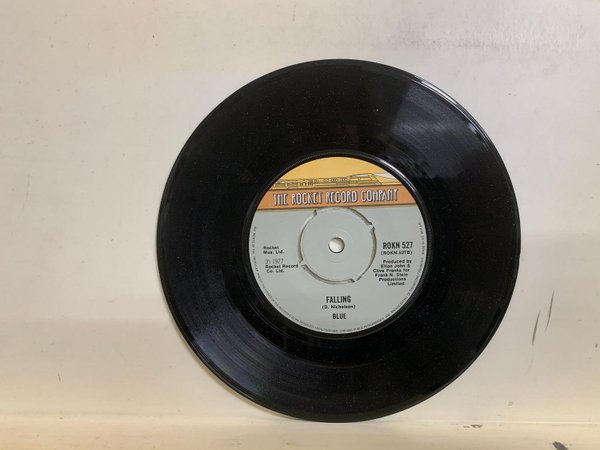 THE ROCKET RECORD COMPANY
Rocket
Mus. Ltd.
℗ 1977
Rocket Record
Co. Ltd.
ROKN 527
(ROKN 527B)
Produced by
Elton John &
Clive Franks for
Frank N. Stein
Productions
Limited
FALLING
(D. Nicholson)
BLUE